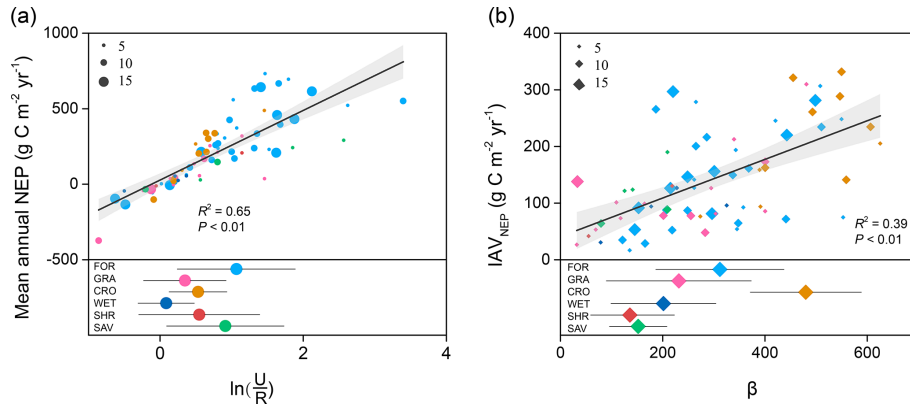 (a)
1000
500
0
-500
Mean annual NEP (g C m⁻² yr⁻¹)
5
10
15
R² = 0.65
P < 0.01
FOR
GRA
CRO
WET
SHR
SAV
0 2 4
ln(U/R)
(b)
400
300
200
100
0
IAV_NEP (g C m⁻² yr⁻¹)
5
10
15
R² = 0.39
P < 0.01
FOR
GRA
CRO
WET
SHR
SAV
0 200 400 600
β